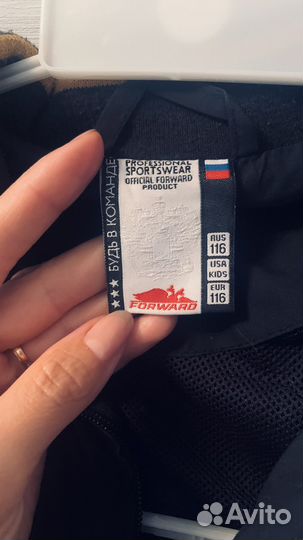 PROFESSIONAL
SPORTSWEAR
OFFICIAL FORWARD
PRODUCT
БУДЬ В КОМАНДЕ
FORWARD
RUS
116
USA
KIDS
EUR
116
Avito